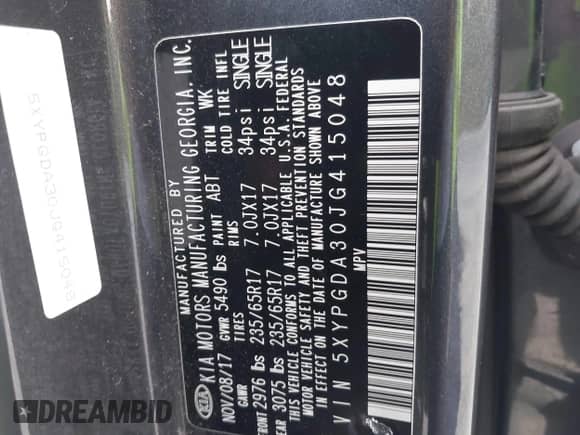 MANUFACTURED BY
KIA KIA MOTORS MANUFACTURING GEORGIA, INC.
NOV/08/17 GVWR 5490 lbs PAINT ABT TRIM WK
GAWR TIRES RIMS COLD TIRE INFL
FRONT 2976 lbs 235/65R17 7.0JX17 34psi SINGLE
REAR 3075 lbs 235/65R17 7.0JX17 34psi SINGLE
THIS VEHICLE CONFORMS TO ALL APPLICABLE U.S.A. FEDERAL
MOTOR VEHICLE SAFETY AND THEFT PREVENTION STANDARDS
IN EFFECT ON THE DATE OF MANUFACTURE SHOWN ABOVE
VIN 5XYPGDA30JG415048
MPV
5XYPGDA30JG415048
DREAMBID